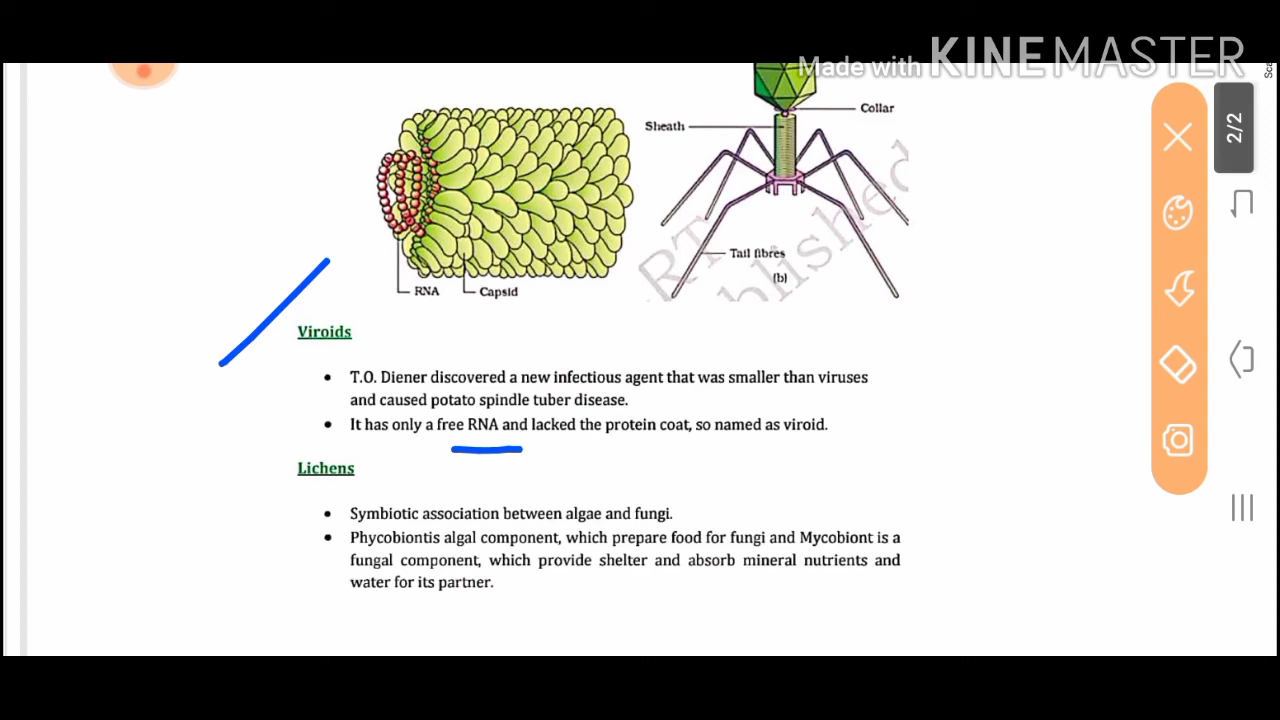 Made with KINEMASTER
Sca
2/2
Collar
Sheath
Tail fibres
(b)
RNA
Capsid
Viroids
• T.O. Diener discovered a new infectious agent that was smaller than viruses
and caused potato spindle tuber disease.
• It has only a free RNA and lacked the protein coat, so named as viroid.
Lichens
• Symbiotic association between algae and fungi.
• Phycobiontis algal component, which prepare food for fungi and Mycobiont is a
fungal component, which provide shelter and absorb mineral nutrients and
water for its partner.